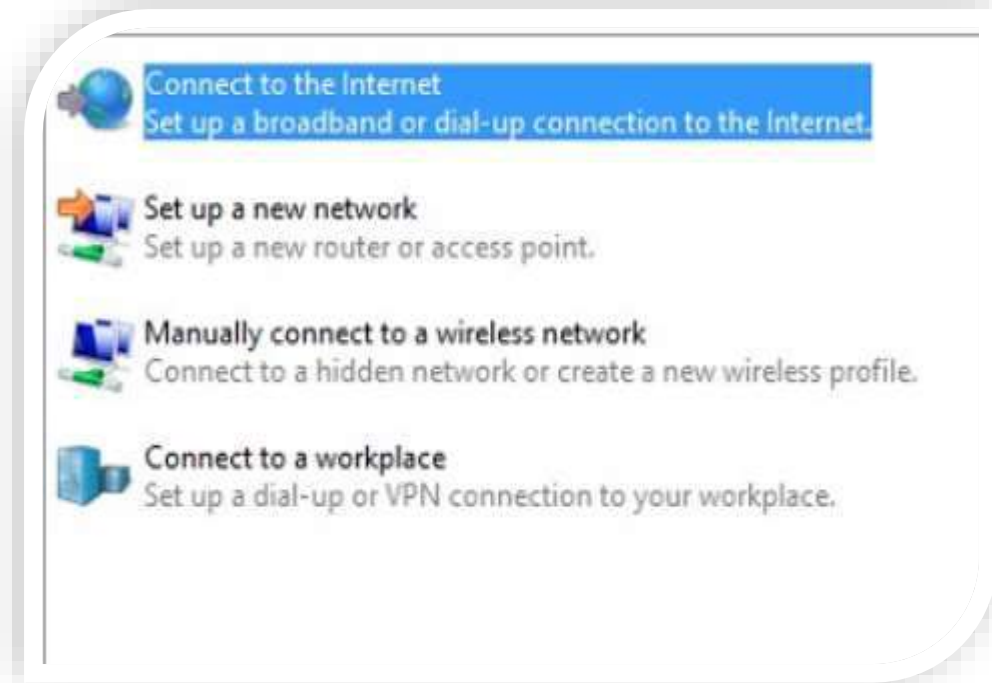 Connect to the Internet
Set up a broadband or dial-up connection to the Internet.
Set up a new network
Set up a new router or access point.
Manually connect to a wireless network
Connect to a hidden network or create a new wireless profile.
Connect to a workplace
Set up a dial-up or VPN connection to your workplace.